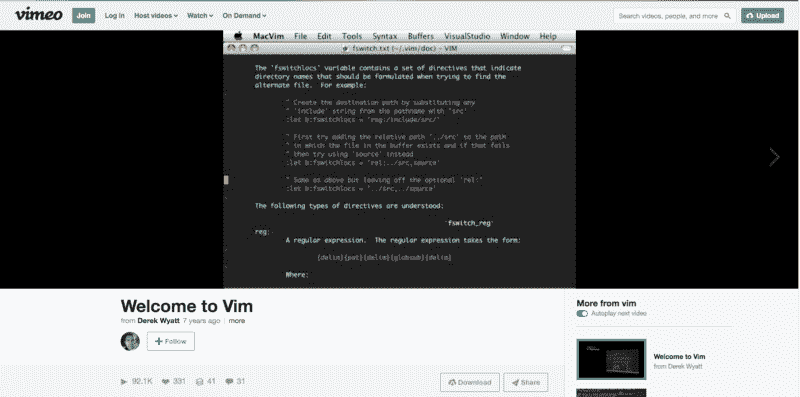 vimeo Join Log In Host videos Watch On Demand Search videos, people, and more Upload
MacVim File Edit Tools Syntax Buffers VisualStudio Window Help
fswitch.txt (~/.vim/doc) - VIM
The 'fswitchlocs' variable contains a set of directives that indicate
directory names that should be formulated when trying to find the
alternate file. For example:
" Create the destination path by substituting any
" 'include' string from the pathname with 'src'
:let b:fswitchlocs = 'reg:/include/src/'
" First try adding the relative path '../src' to the path
" in which the file in the buffer exists and if that fails
" then try using 'source' instead
:let b:fswitchlocs = 'rel:../src,source'
" Same as above but leaving off the optional 'rel:'
:let b:fswitchlocs = '../src,../source'
The following types of directives are understood:
*fswitch_reg*
reg:
A regular expression. The regular expression takes the form:
{delim}{pat}{delim}{globsub}{delim}
Where:
Welcome to Vim
from Derek Wyatt 7 years ago more
+ Follow
92.1K 331 41 31
Download Share
More from vim
Autoplay next video
Welcome to Vim
from Derek Wyatt